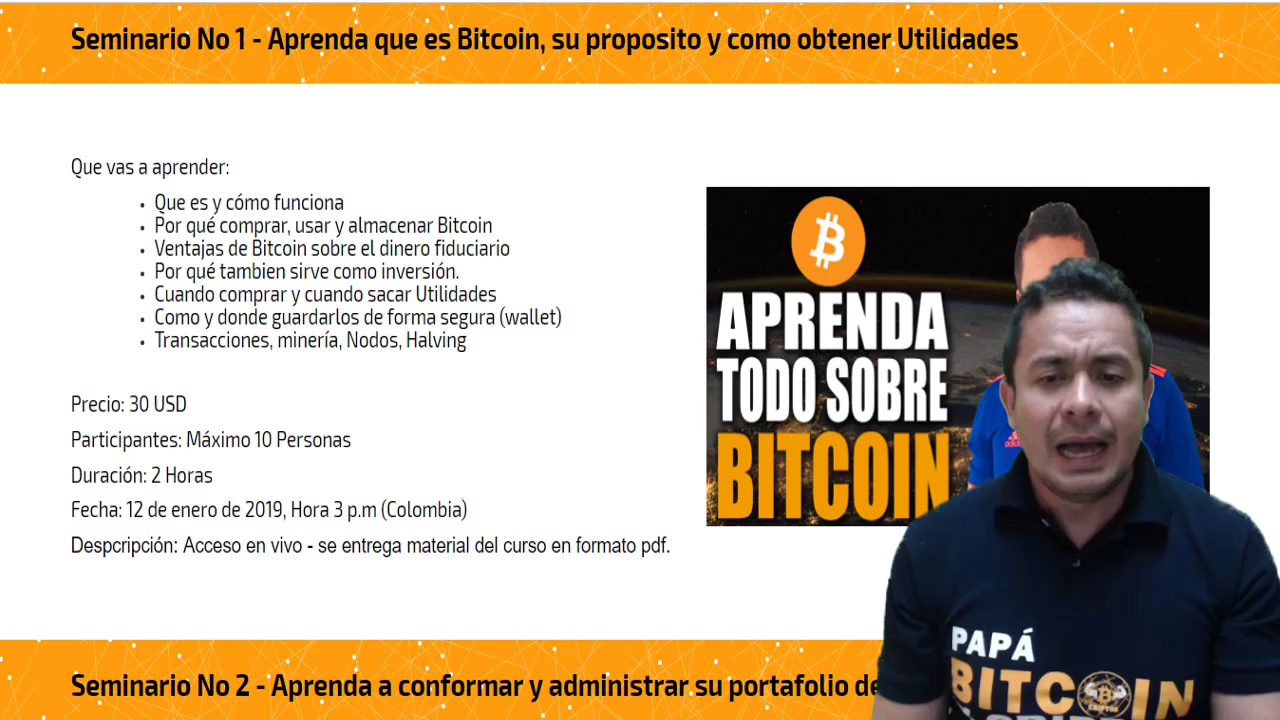 Seminario No 1 - Aprenda que es Bitcoin, su proposito y como obtener Utilidades
Que vas a aprender:
• Que es y cómo funciona
• Por qué comprar, usar y almacenar Bitcoin
• Ventajas de Bitcoin sobre el dinero fiduciario
• Por qué tambien sirve como inversión.
• Cuando comprar y cuando sacar Utilidades
• Como y donde guardarlos de forma segura (wallet)
• Transacciones, minería, Nodos, Halving
Precio: 30 USD
Participantes: Máximo 10 Personas
Duración: 2 Horas
Fecha: 12 de enero de 2019, Hora 3 p.m (Colombia)
Despcripción: Acceso en vivo - se entrega material del curso en formato pdf.
APRENDA
TODO SOBRE
BITCOIN
adidas
PAPÁ
BITCOIN
Seminario No 2 - Aprenda a conformar y administrar su portafolio de